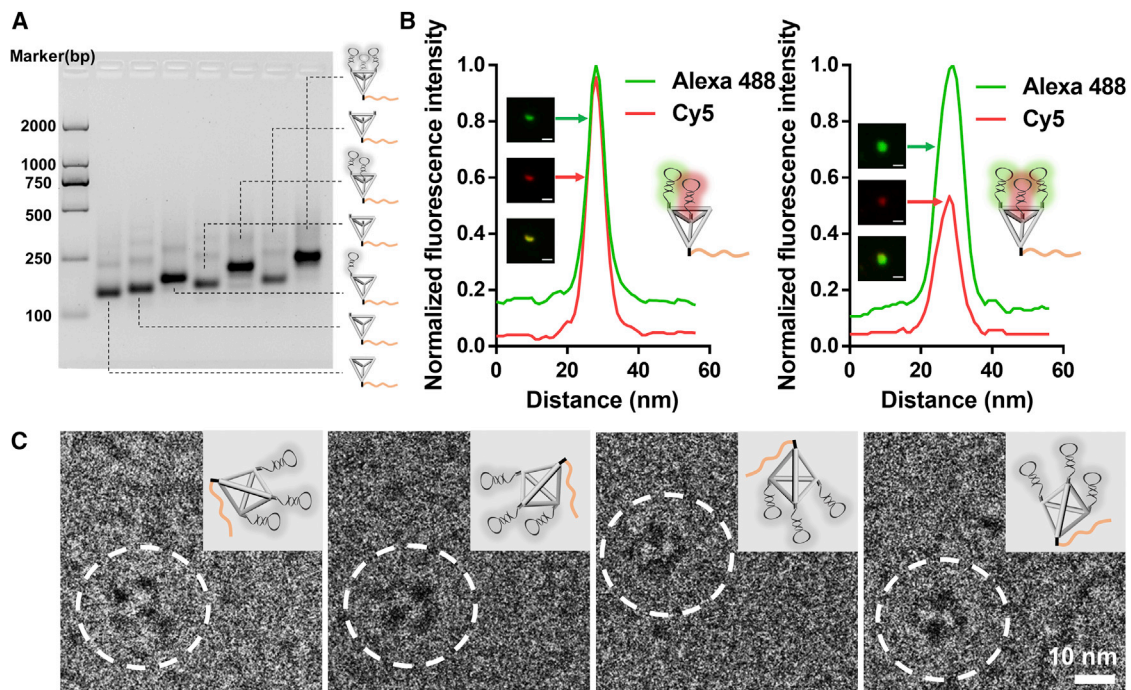 A
Marker(bp)
2000
1000
750
500
250
100
B
Normalized fluorescence intensity
1.0
0.8
0.6
0.4
0.2
0.0
0 20 40 60
Distance (nm)
Alexa 488
Cy5
Normalized fluorescence intensity
1.0
0.8
0.6
0.4
0.2
0.0
0 20 40 60
Distance (nm)
Alexa 488
Cy5
C
10 nm